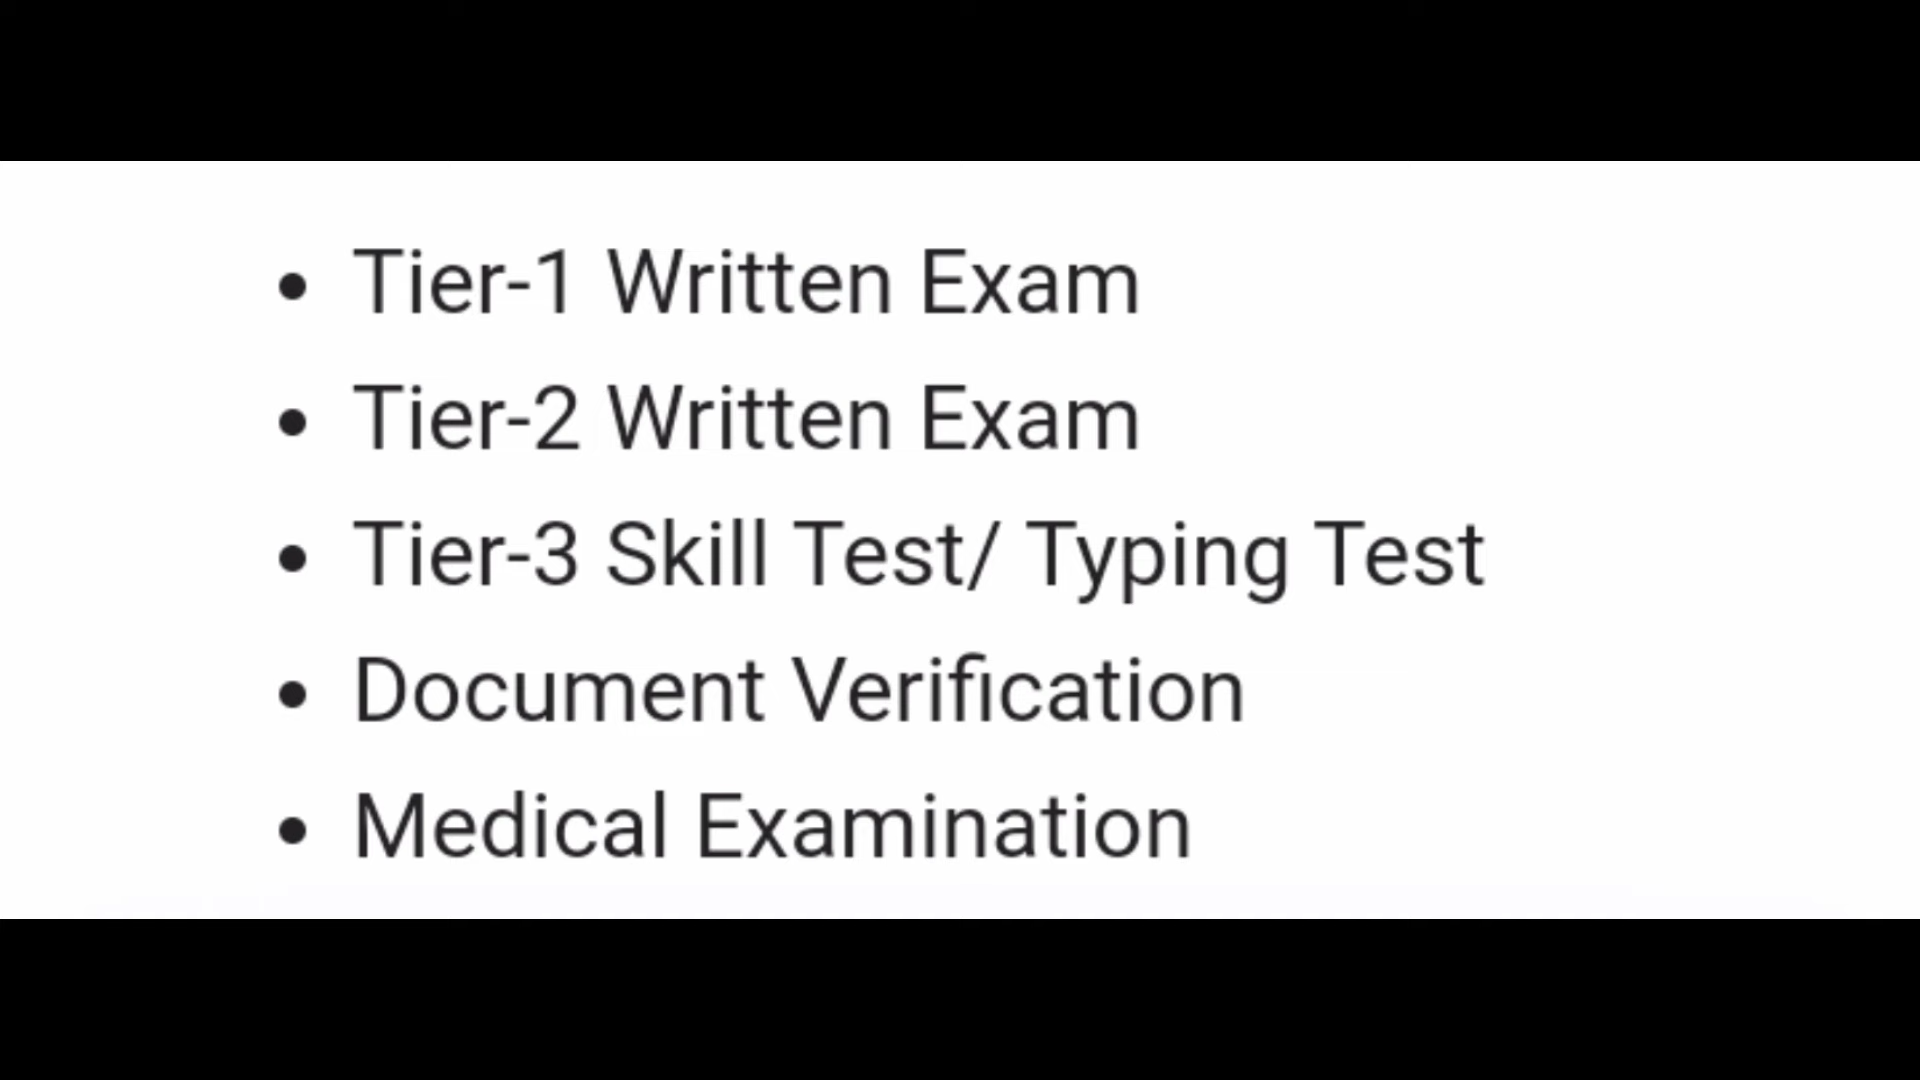 • Tier-1 Written Exam
• Tier-2 Written Exam
• Tier-3 Skill Test/ Typing Test
• Document Verification
• Medical Examination